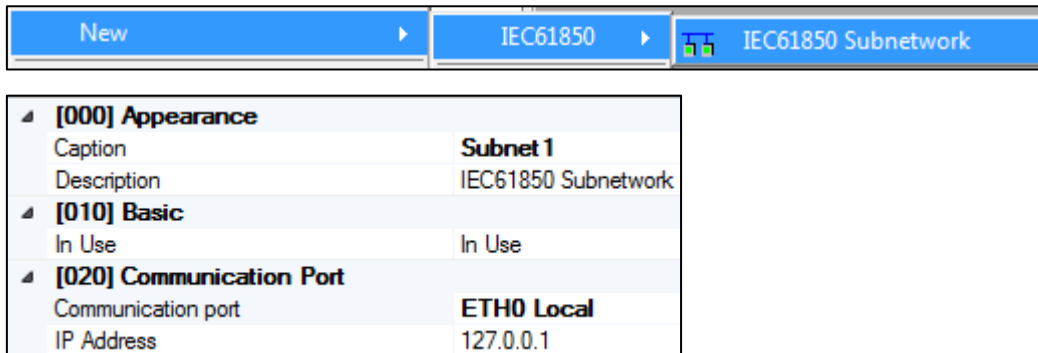 New IEC61850 IEC61850 Subnetwork
[000] Appearance
Caption Subnet1
Description IEC61850 Subnetwork
[010] Basic
In Use In Use
[020] Communication Port
Communication port ETH0 Local
IP Address 127.0.0.1